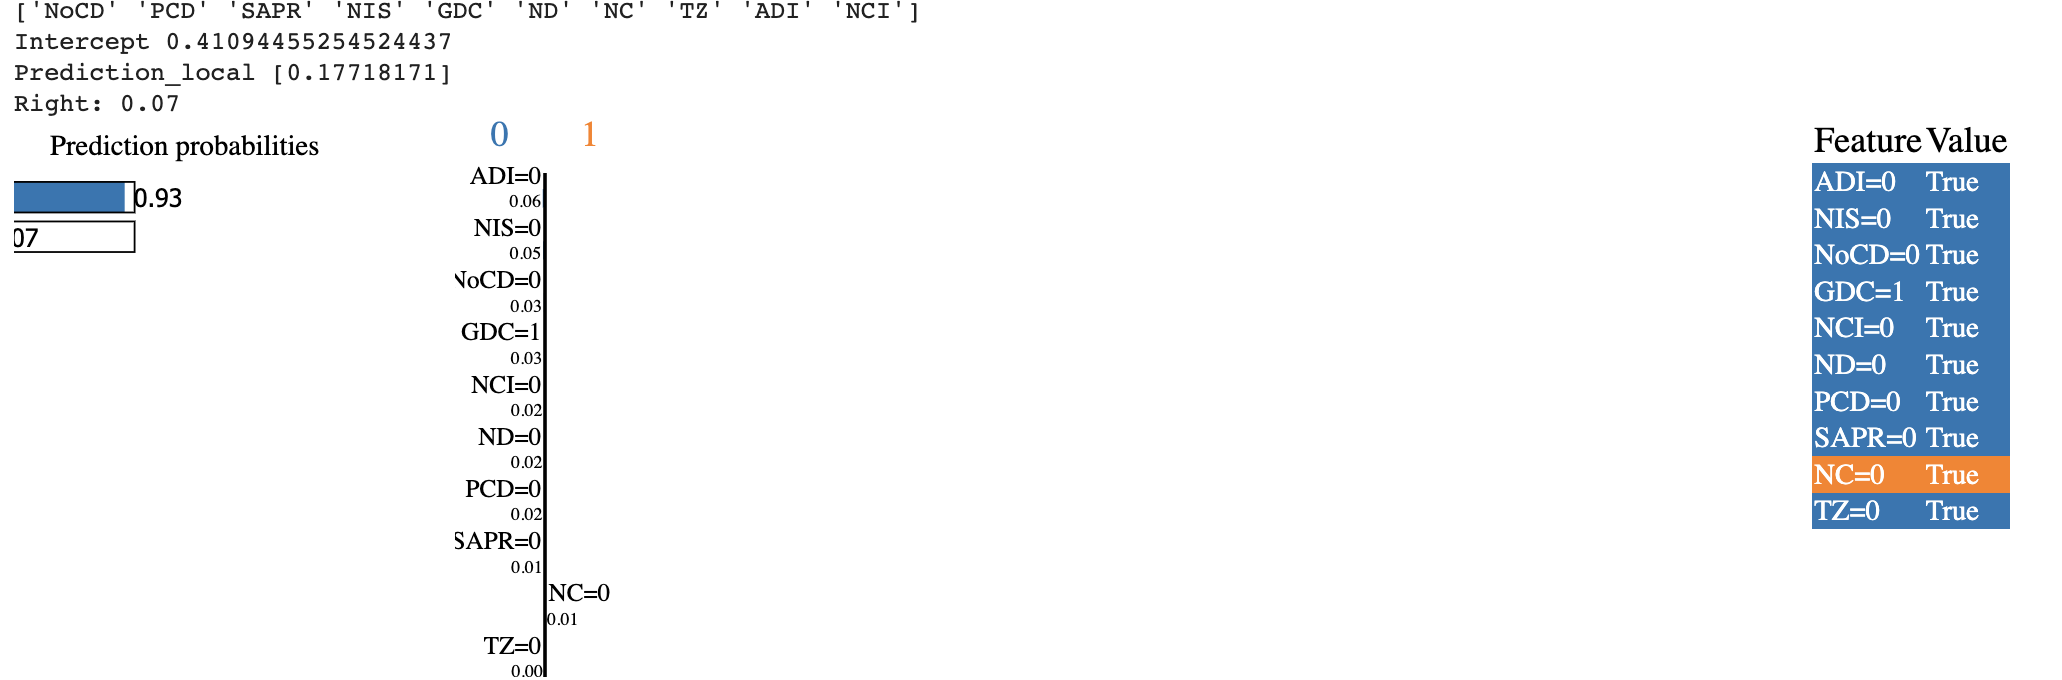 ['NoCD' 'PCD' 'SAPR' 'NIS' 'GDC' 'ND' 'NC' 'TZ' 'ADI' 'NCI']
Intercept 0.41094455254524437
Prediction_local [0.17718171]
Right: 0.07
Prediction probabilities
0.93
07
0 1
ADI=0
0.06
NIS=0
0.05
NoCD=0
0.03
GDC=1
0.03
NCI=0
0.02
ND=0
0.02
PCD=0
0.02
SAPR=0
0.01
NC=0
0.01
TZ=0
0.00
Feature Value
ADI=0 True
NIS=0 True
NoCD=0 True
GDC=1 True
NCI=0 True
ND=0 True
PCD=0 True
SAPR=0 True
NC=0 True
TZ=0 True